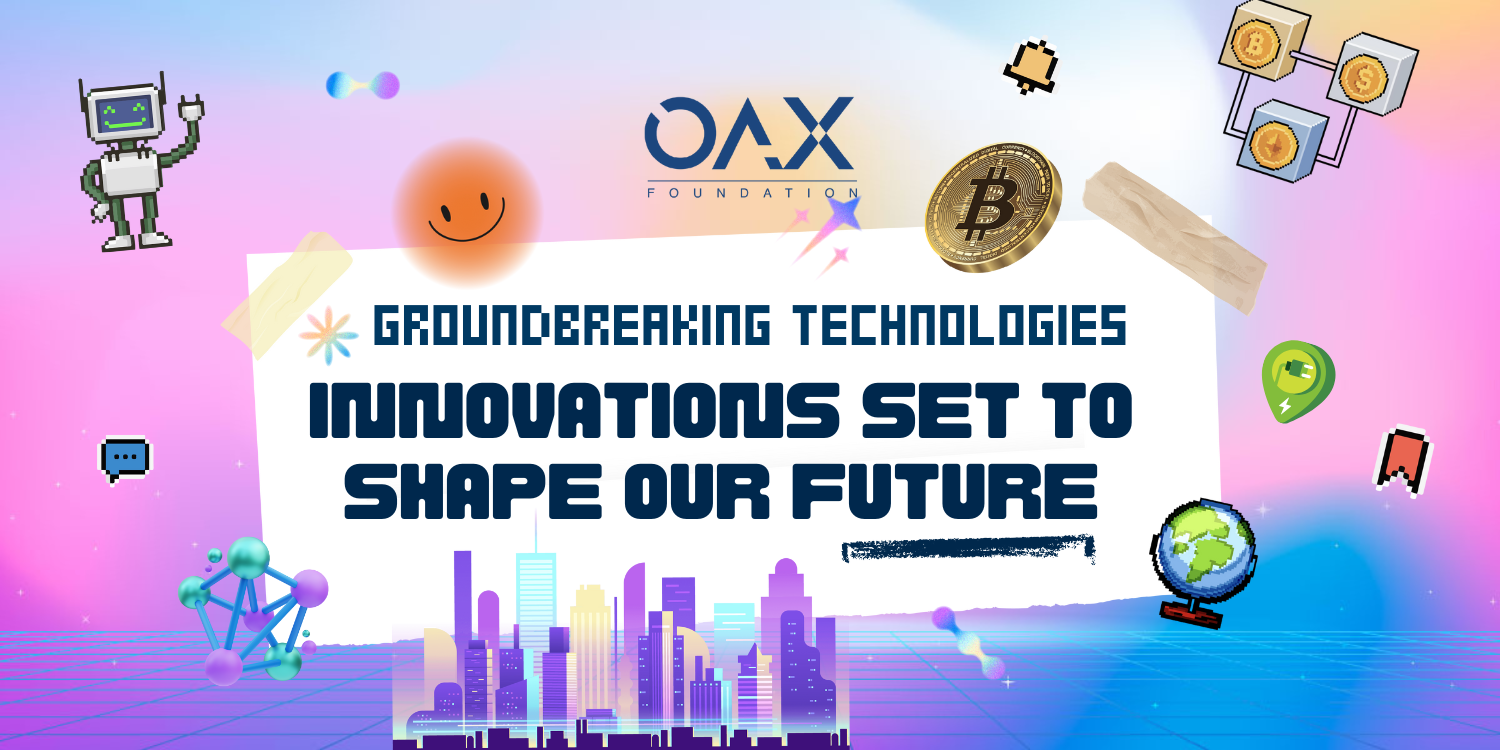 OAX
FOUNDATION
GROUNDBREAKING TECHNOLOGIES
INNOVATIONS SET TO
SHAPE OUR FUTURE